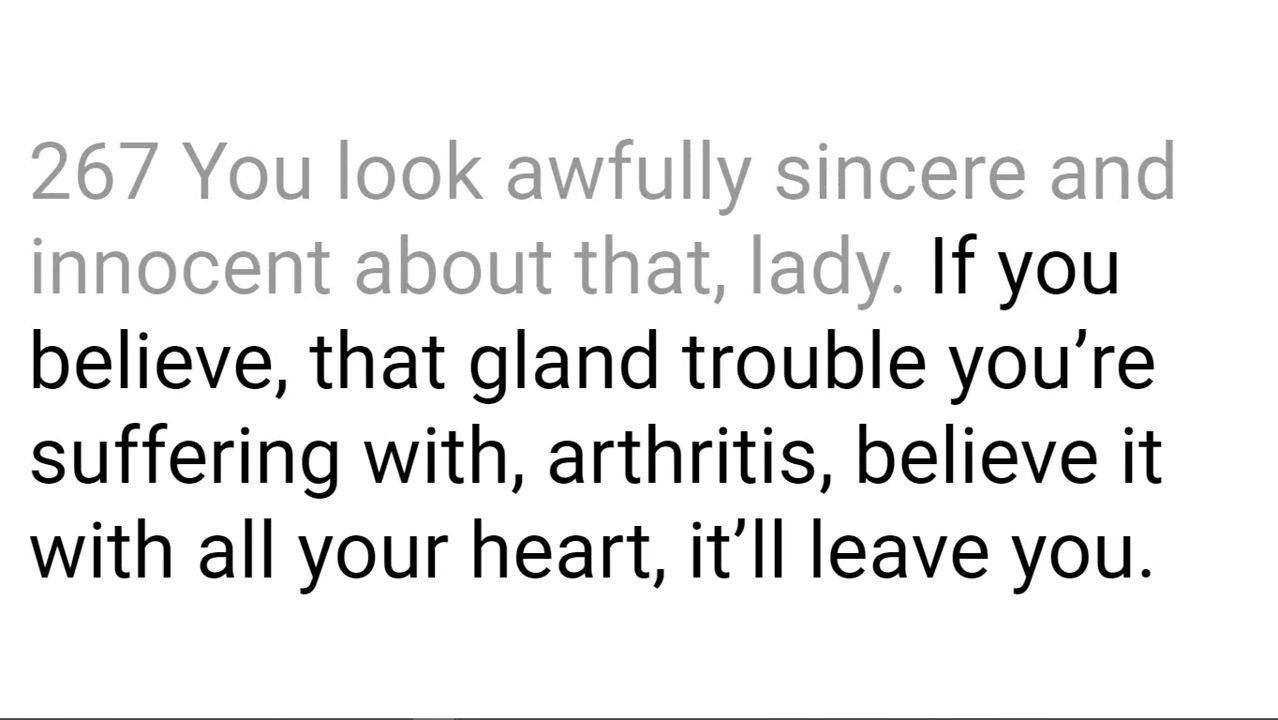 267 You look awfully sincere and
innocent about that, lady. If you
believe, that gland trouble you’re
suffering with, arthritis, believe it
with all your heart, it’ll leave you.